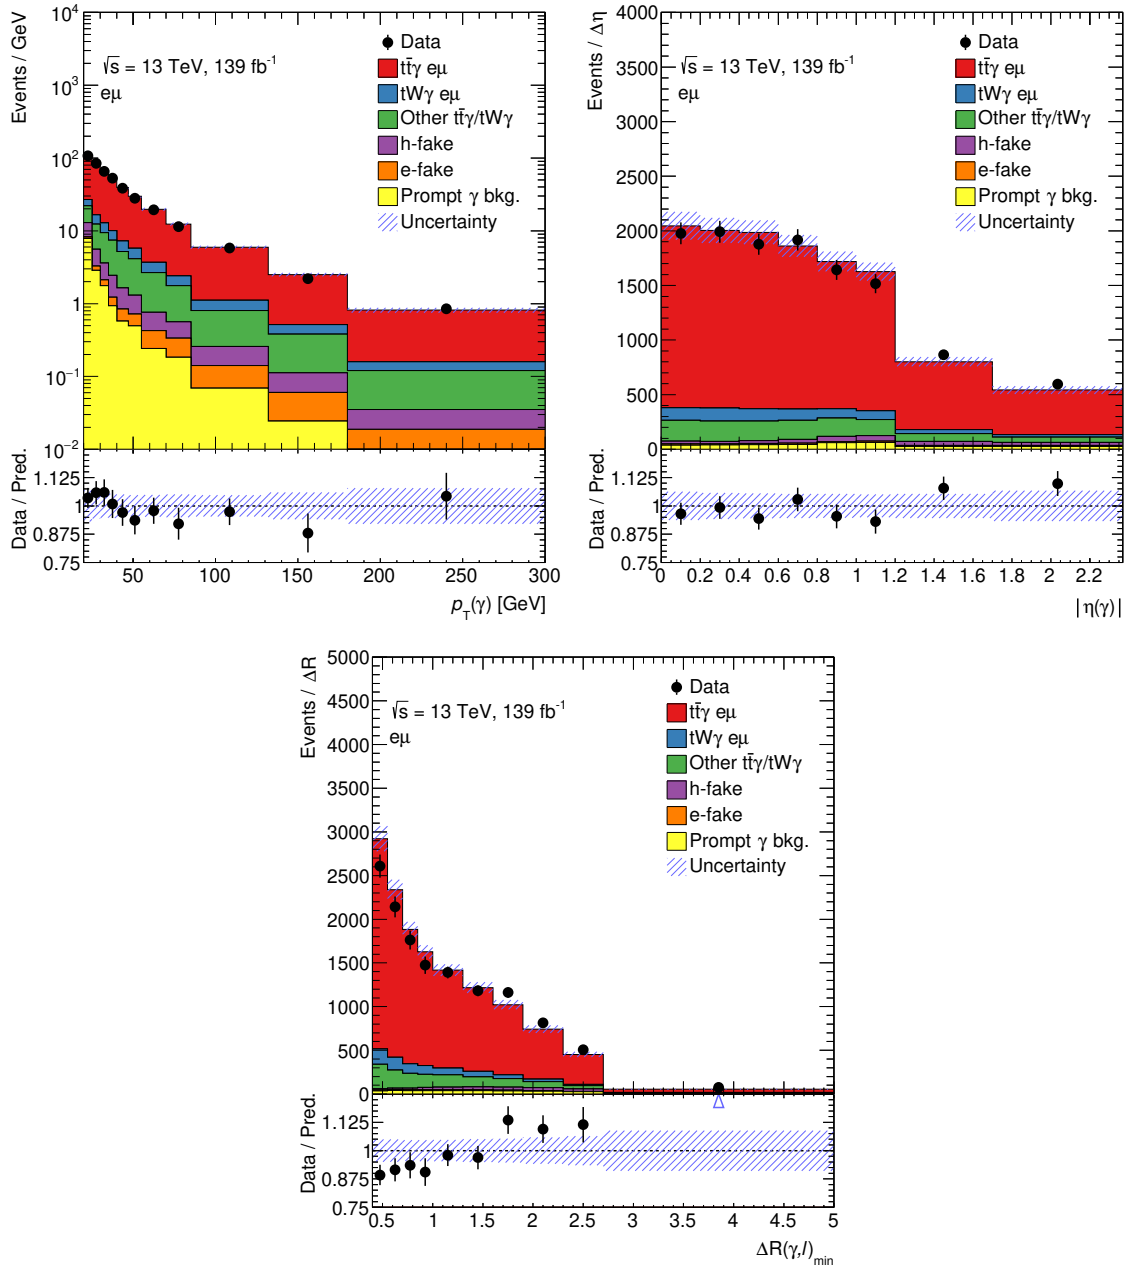 Events / GeV
10⁴
10³
10²
10
1
10⁻¹
10⁻²
√s = 13 TeV, 139 fb⁻¹
eμ
Data
tt̄γ eμ
tWγ eμ
Other tt̄γ/tWγ
h-fake
e-fake
Prompt γ bkg.
Uncertainty
Data / Pred.
1.125
1
0.875
0.75
50 100 150 200 250 300
p_T(γ) [GeV]
Events / Δη
4000
3500
3000
2500
2000
1500
1000
500
0
√s = 13 TeV, 139 fb⁻¹
eμ
Data
tt̄γ eμ
tWγ eμ
Other tt̄γ/tWγ
h-fake
e-fake
Prompt γ bkg.
Uncertainty
Data / Pred.
1.125
1
0.875
0.75
0 0.2 0.4 0.6 0.8 1 1.2 1.4 1.6 1.8 2 2.2
|η(γ)|
Events / ΔR
5000
4500
4000
3500
3000
2500
2000
1500
1000
500
0
√s = 13 TeV, 139 fb⁻¹
eμ
Data
tt̄γ eμ
tWγ eμ
Other tt̄γ/tWγ
h-fake
e-fake
Prompt γ bkg.
Uncertainty
Data / Pred.
1.125
1
0.875
0.75
0.5 1 1.5 2 2.5 3 3.5 4 4.5 5
ΔR(γ,l)_min